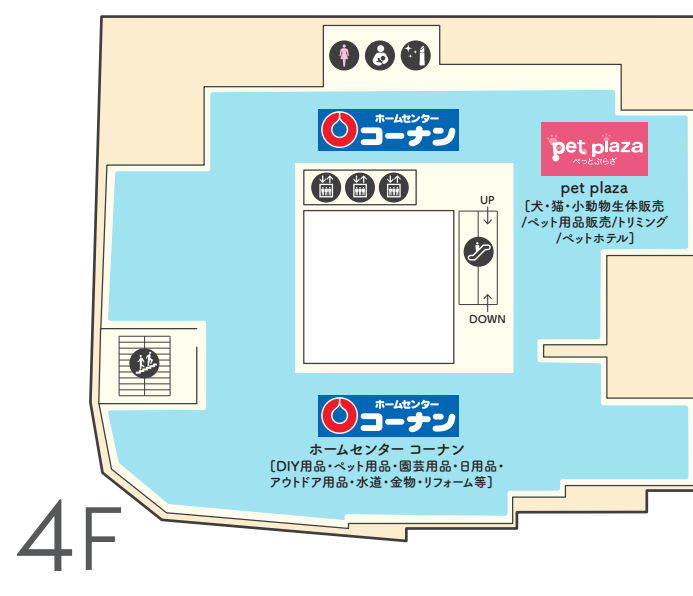 ホームセンター
コーナン
pet plaza
ぺっとぷらざ
pet plaza
[犬・猫・小動物生体販売
/ペット用品販売/トリミング
/ペットホテル]
UP
DOWN
ホームセンター
コーナン
ホームセンター コーナン
[DIY用品・ペット用品・園芸用品・日用品・
アウトドア用品・水道・金物・リフォーム等]
4F